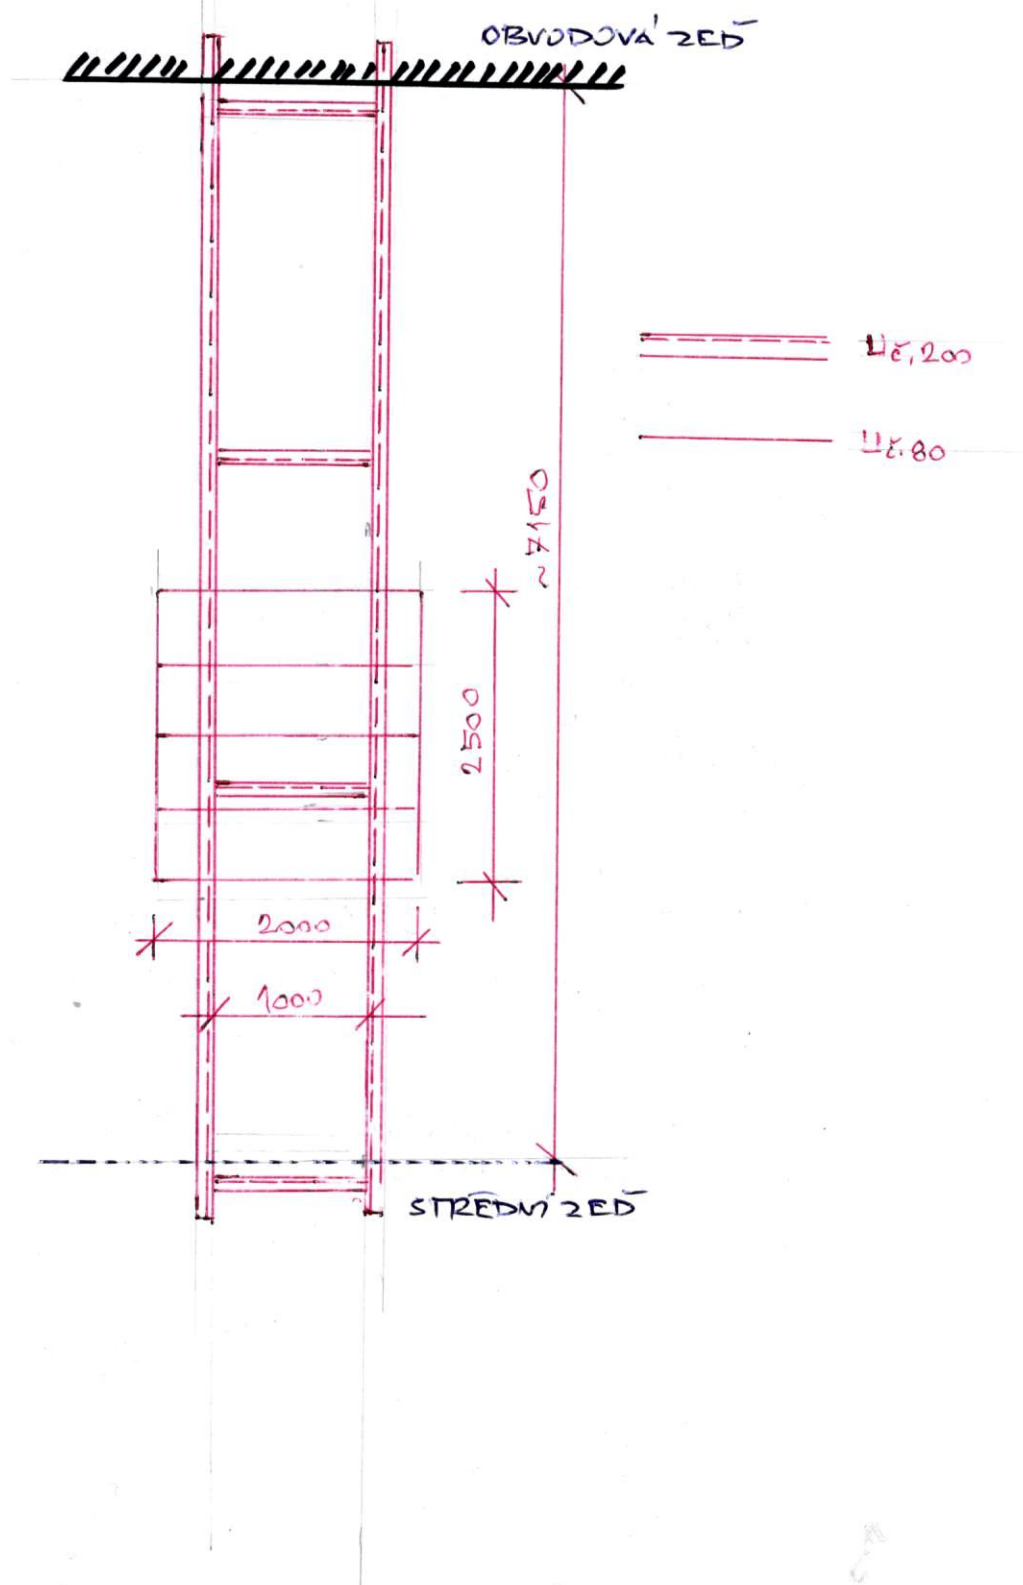 OBVODOVÁ ZEĎ
U č. 200
U č. 80
~7150
2500
2000
1000
STŘEDNÍ ZEĎ